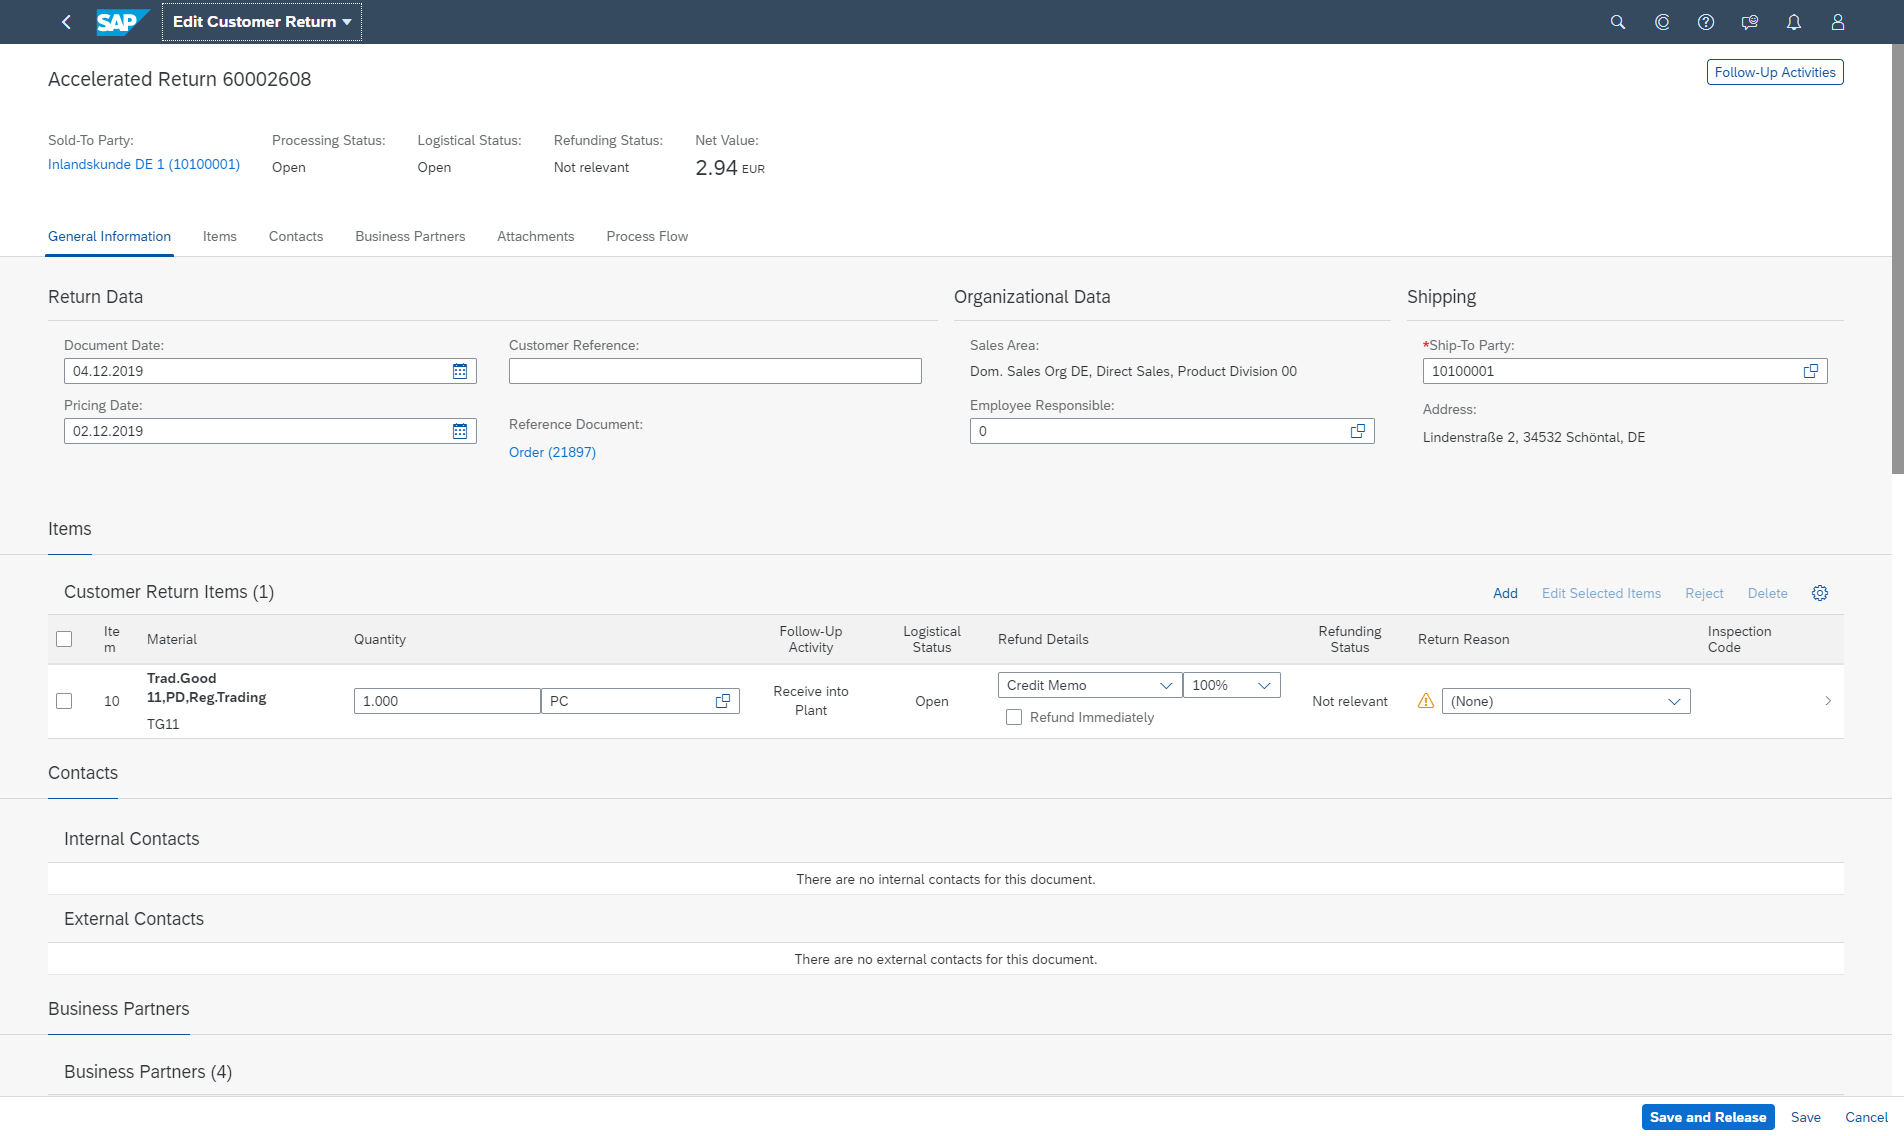 SAP
Edit Customer Return
Accelerated Return 60002608
Follow-Up Activities
Sold-To Party:
Inlandskunde DE 1 (10100001)
Processing Status:
Open
Logistical Status:
Open
Refunding Status:
Not relevant
Net Value:
2.94 EUR
General Information
Items
Contacts
Business Partners
Attachments
Process Flow
Return Data
Document Date:
04.12.2019
Pricing Date:
02.12.2019
Customer Reference:
Reference Document:
Order (21897)
Organizational Data
Sales Area:
Dom. Sales Org DE, Direct Sales, Product Division 00
Employee Responsible:
0
Shipping
*Ship-To Party:
10100001
Address:
Lindenstraße 2, 34532 Schöntal, DE
Items
Customer Return Items (1)
Add
Edit Selected Items
Reject
Delete
Ite
m
Material
Quantity
Follow-Up
Activity
Logistical
Status
Refund Details
Refunding
Status
Return Reason
Inspection
Code
10
Trad.Good
11,PD,Reg.Trading
TG11
1.000
PC
Receive into
Plant
Open
Credit Memo
100%
Refund Immediately
Not relevant
(None)
Contacts
Internal Contacts
There are no internal contacts for this document.
External Contacts
There are no external contacts for this document.
Business Partners
Business Partners (4)
Save and Release
Save
Cancel